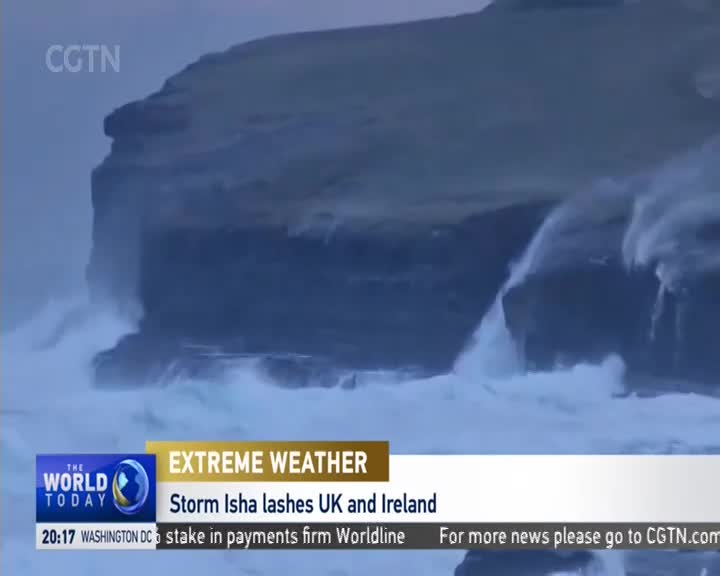 CGTN
EXTREME WEATHER
THE
WORLD
TODAY
Storm Isha lashes UK and Ireland
20:17 WASHINGTON DC
stake in payments firm Worldline For more news please go to CGTN.com